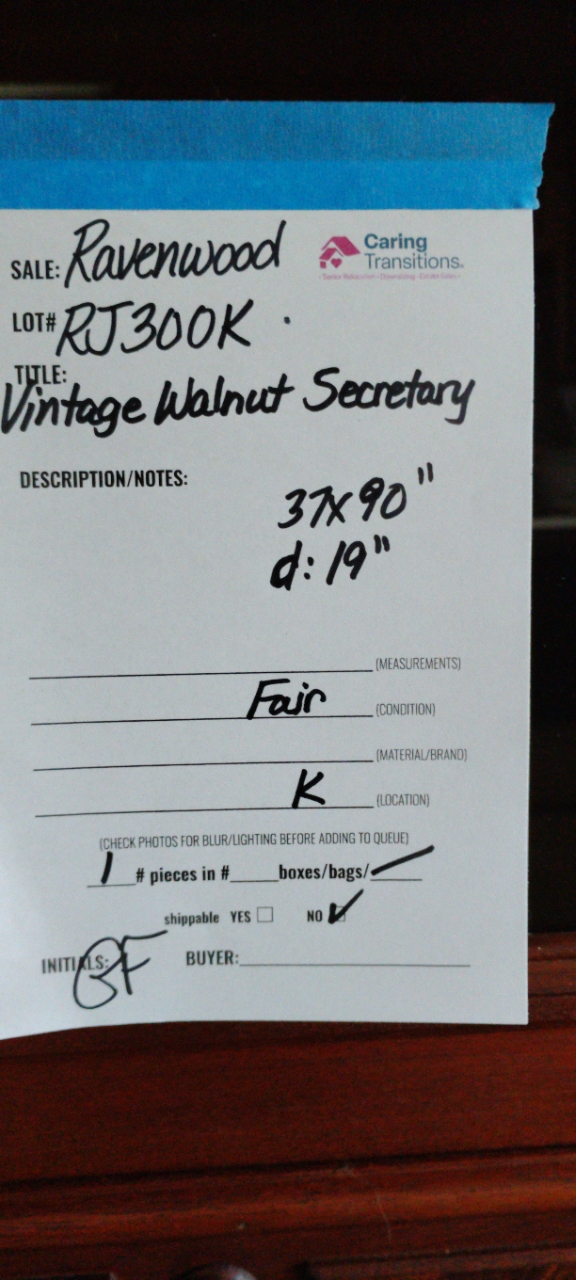 SALE: Ravenwood
Caring
Transitions.
LOT# RJ300K
TITLE:
Vintage Walnut Secretary
DESCRIPTION/NOTES:
37x90"
d: 19"
(MEASUREMENTS)
Fair (CONDITION)
(MATERIAL/BRAND)
K (LOCATION)
(CHECK PHOTOS FOR BLUR/LIGHTING BEFORE ADDING TO QUEUE)
1 # pieces in #_____ boxes/bags/
shippable YES ☐ NO ☑
INITIALS: BUYER: